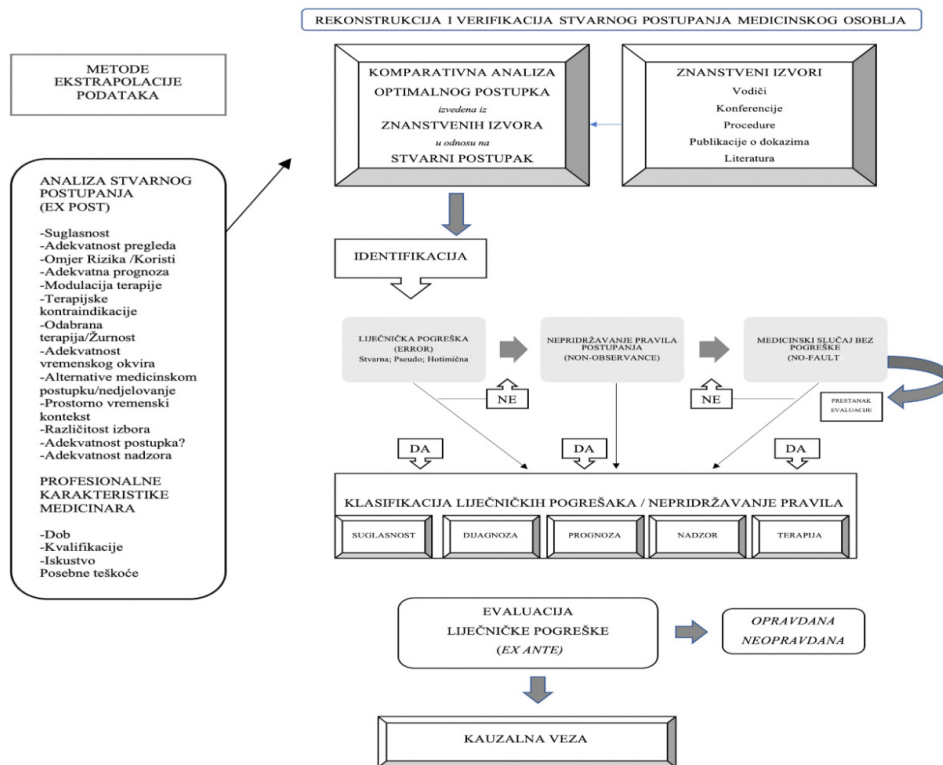 REKONSTRUKCIJA I VERIFIKACIJA STVARNOG POSTUPANJA MEDICINSKOG OSOBLJA
METODE
EKSTRAPOLACIJE
PODATAKA
KOMPARATIVNA ANALIZA
OPTIMALNOG POSTUPKA
izvedena iz
ZNANSTVENIH IZVORA
u odnosu na
STVARNI POSTUPAK
ZNANSTVENI IZVORI
Vodiči
Konferencije
Procedure
Publikacije o dokazima
Literatura
ANALIZA STVARNOG
POSTUPANJA
(EX POST)
-Suglasnost
-Adekvatnost pregleda
-Omjer Rizika /Koristi
-Adekvatna prognoza
-Modulacija terapije
-Terapijske
kontraindikacije
-Odabrana
terapija/Žurnost
-Adekvatnost
vremenskog okvira
-Alternative medicinskom
postupku/nedjelovanje
-Prostorno vremenski
kontekst
-Različitost izbora
-Adekvatnost postupka?
-Adekvatnost nadzora
PROFESIONALNE
KARAKTERISTIKE
MEDICINARA
-Dob
-Kvalifikacije
-Iskustvo
Posebne teškoće
IDENTIFIKACIJA
LIJEČNIČKA POGREŠKA
(ERROR)
Stvarna; Pseudo; Hotimična
NEPRIDRŽAVANJE PRAVILA
POSTUPANJA
(NON-OBSERVANCE)
MEDICINSKI SLUČAJ BEZ
POGREŠKE
(NO-FAULT)
NE
NE
PRESTANAK
EVALUACIJE
DA
DA
DA
KLASIFIKACIJA LIJEČNIČKIH POGREŠAKA / NEPRIDRŽAVANJE PRAVILA
SUGLASNOST
DIJAGNOZA
PROGNOZA
NADZOR
TERAPIJA
EVALUACIJA
LIJEČNIČKE POGREŠKE
(EX ANTE)
OPRAVDANA
NEOPRAVDANA
KAUZALNA VEZA